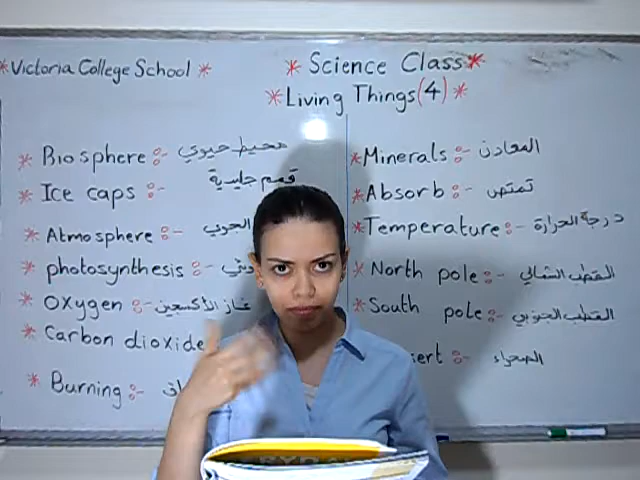 *Victoria College School *
* Science Class *
* Living Things (4) *
* Biosphere :- محيط حيوي
* Ice caps :- قمم جليدية
* Atmosphere :- الجوي
* photosynthesis :-
* Oxygen :- غاز الأكسجين
* Carbon dioxide
* Burning :-
* Minerals :- المعادن
* Absorb :- تمتص
* Temperature :- درجة الحرارة
* North pole :- القطب الشمالي
* South pole :- القطب الجنوبي
:- الصحراء